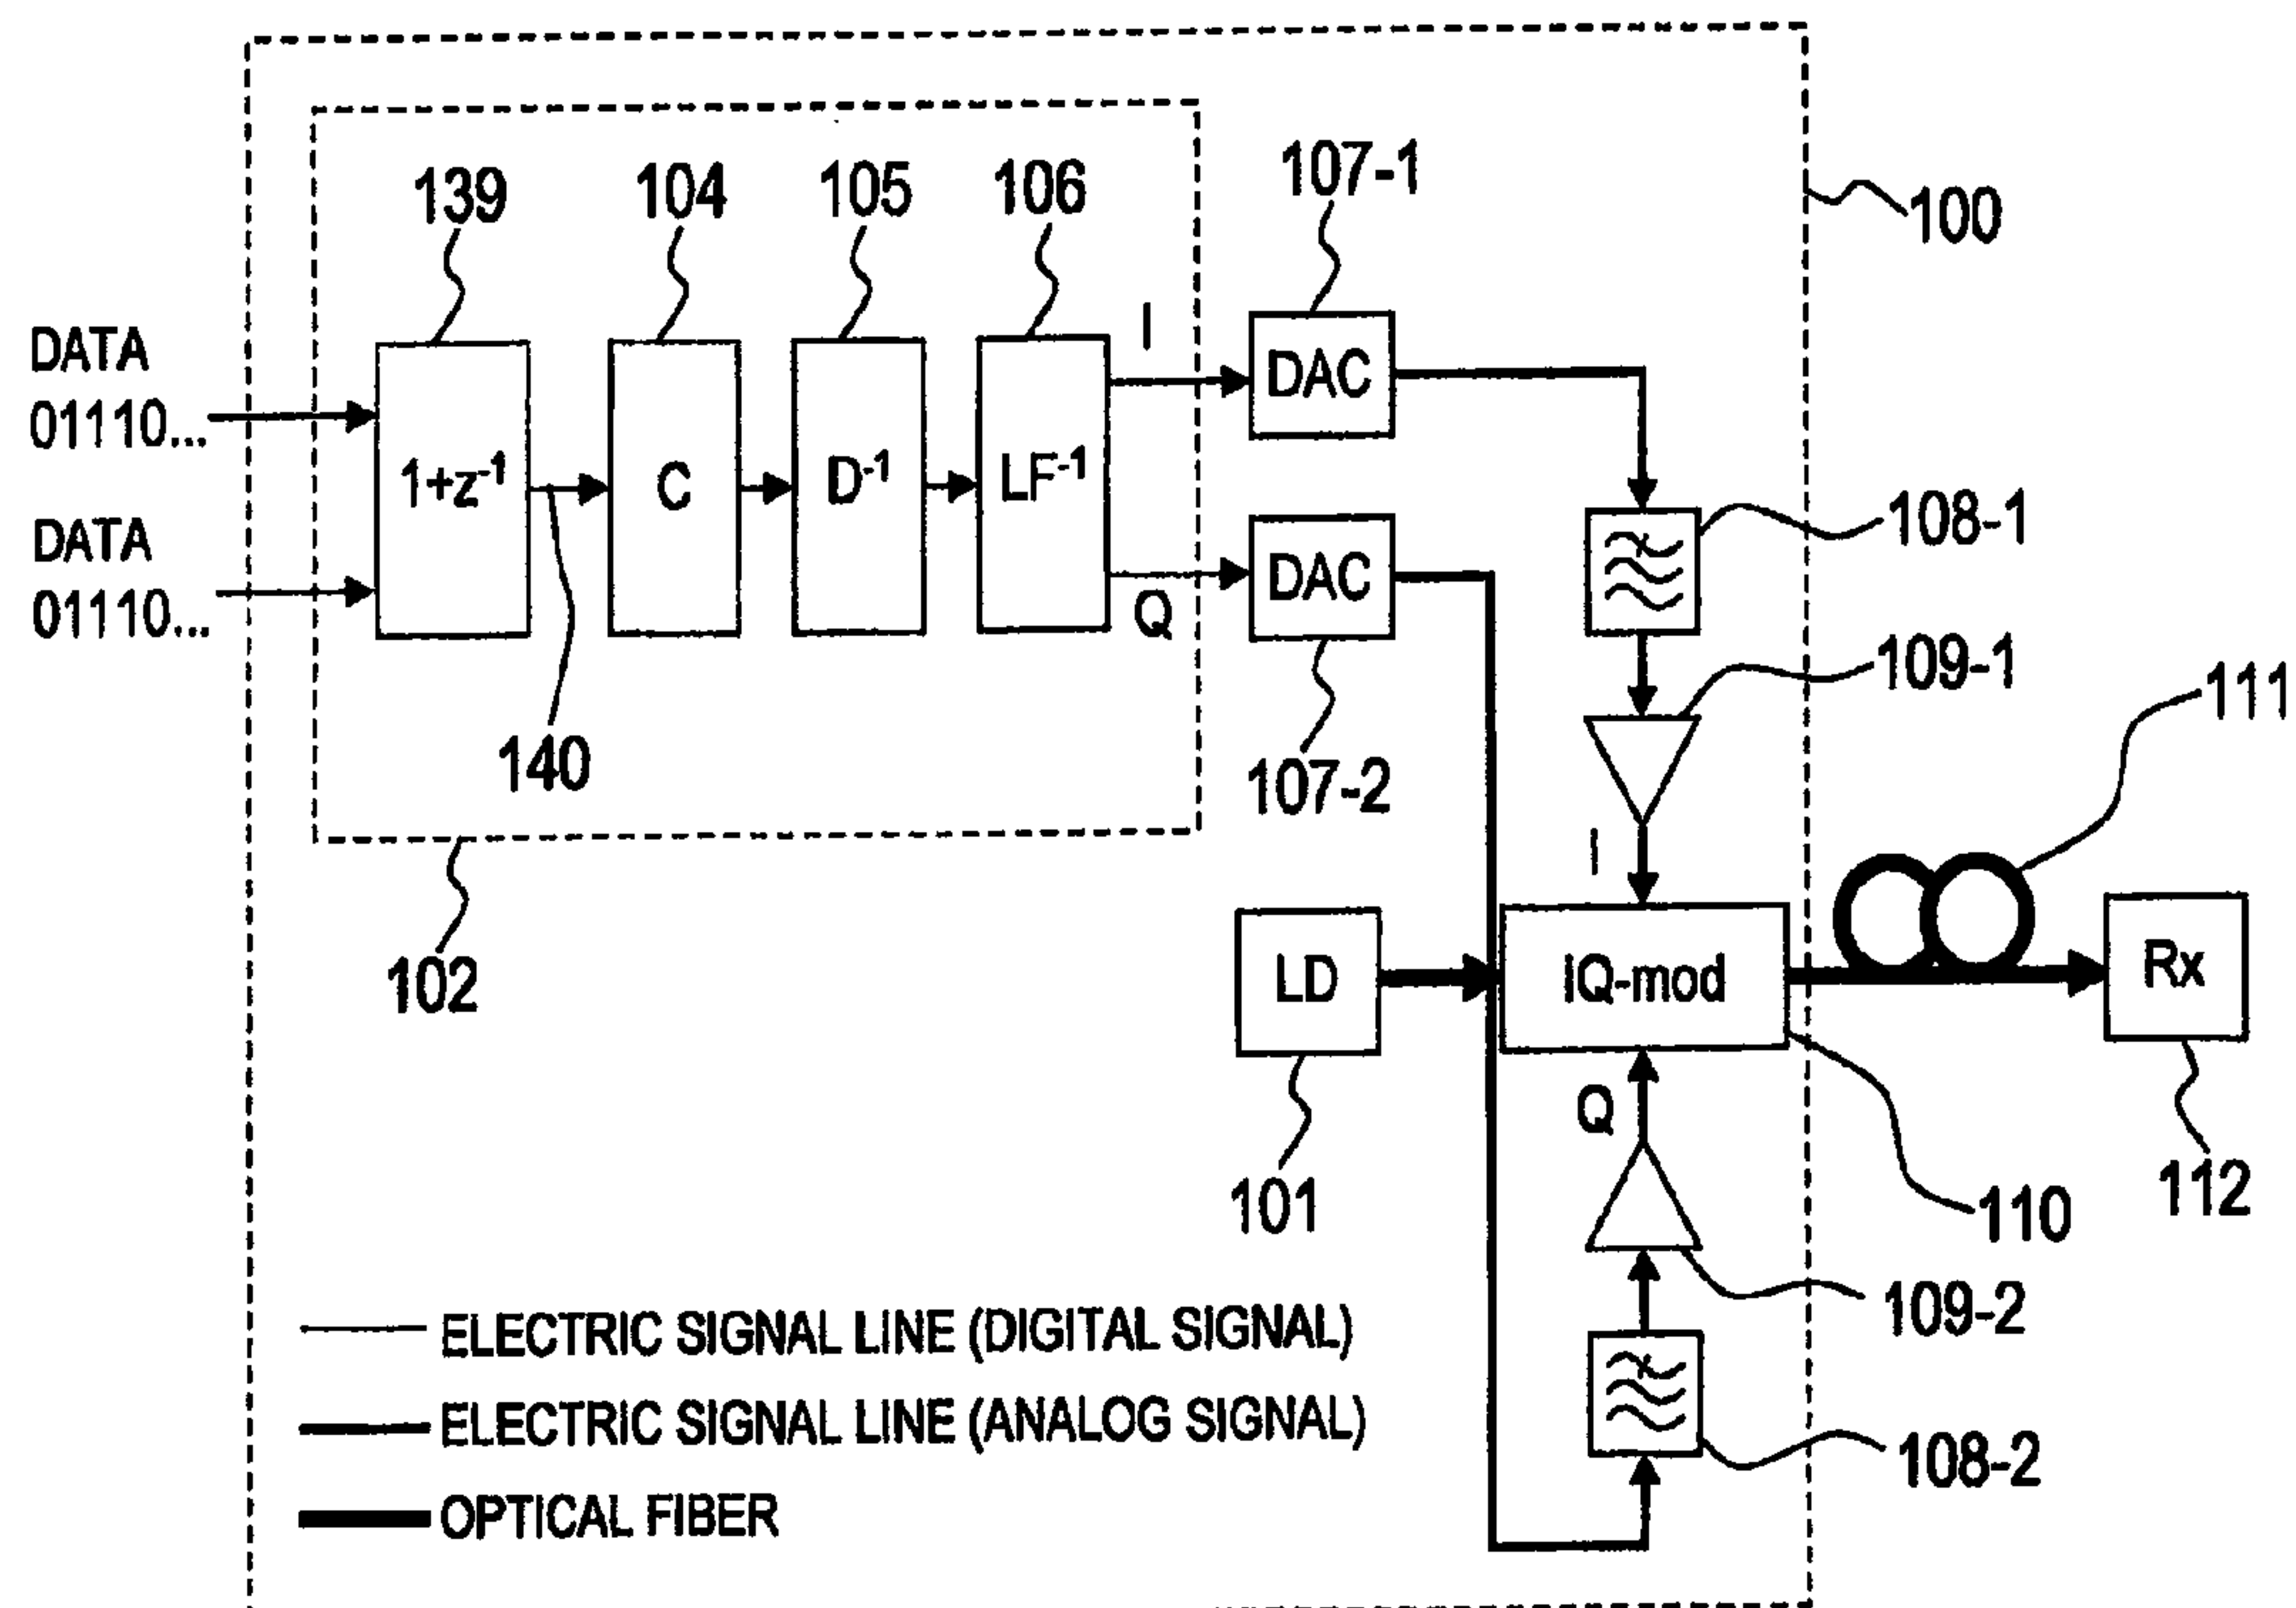 139
104
105
106
107-1
100
DATA
01110...
DATA
01110...
1+z⁻¹
C
D⁻¹
LF⁻¹
I
Q
DAC
DAC
140
107-2
108-1
109-1
111
102
I
LD
IQ-mod
Rx
101
Q
110
112
109-2
108-2
ELECTRIC SIGNAL LINE (DIGITAL SIGNAL)
ELECTRIC SIGNAL LINE (ANALOG SIGNAL)
OPTICAL FIBER